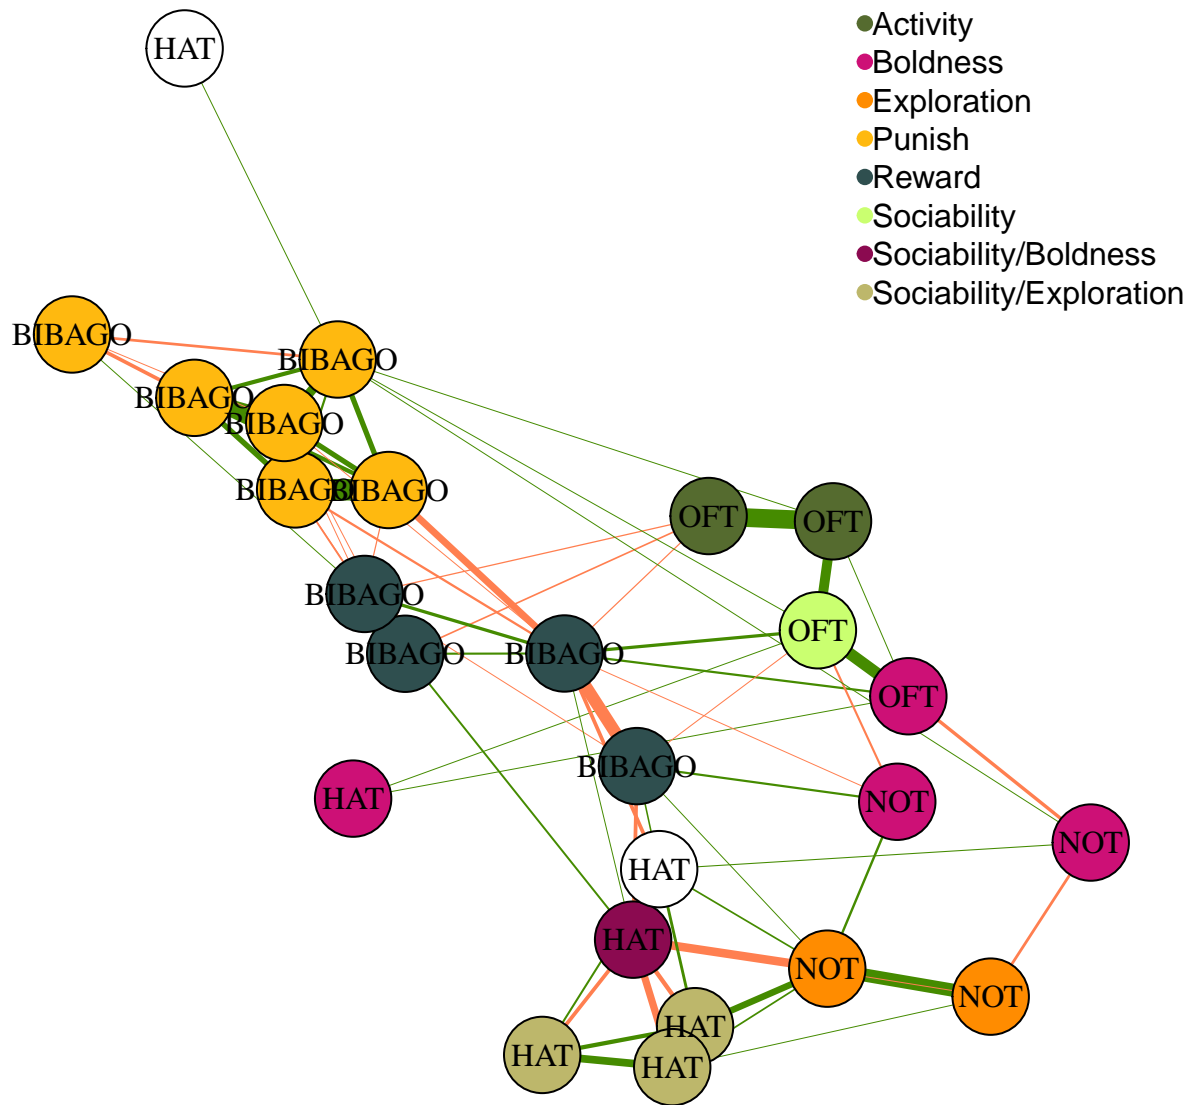 HAT
Activity
Boldness
Exploration
Punish
Reward
Sociability
Sociability/Boldness
Sociability/Exploration
BIBAGO
BIBAGO
BIBAGO
BIBAGO
BIBAGO
BIBAGO
OFT
OFT
BIBAGO
OFT
BIBAGO
BIBAGO
OFT
BIBAGO
HAT
NOT
NOT
HAT
HAT
NOT
NOT
HAT
HAT
HAT